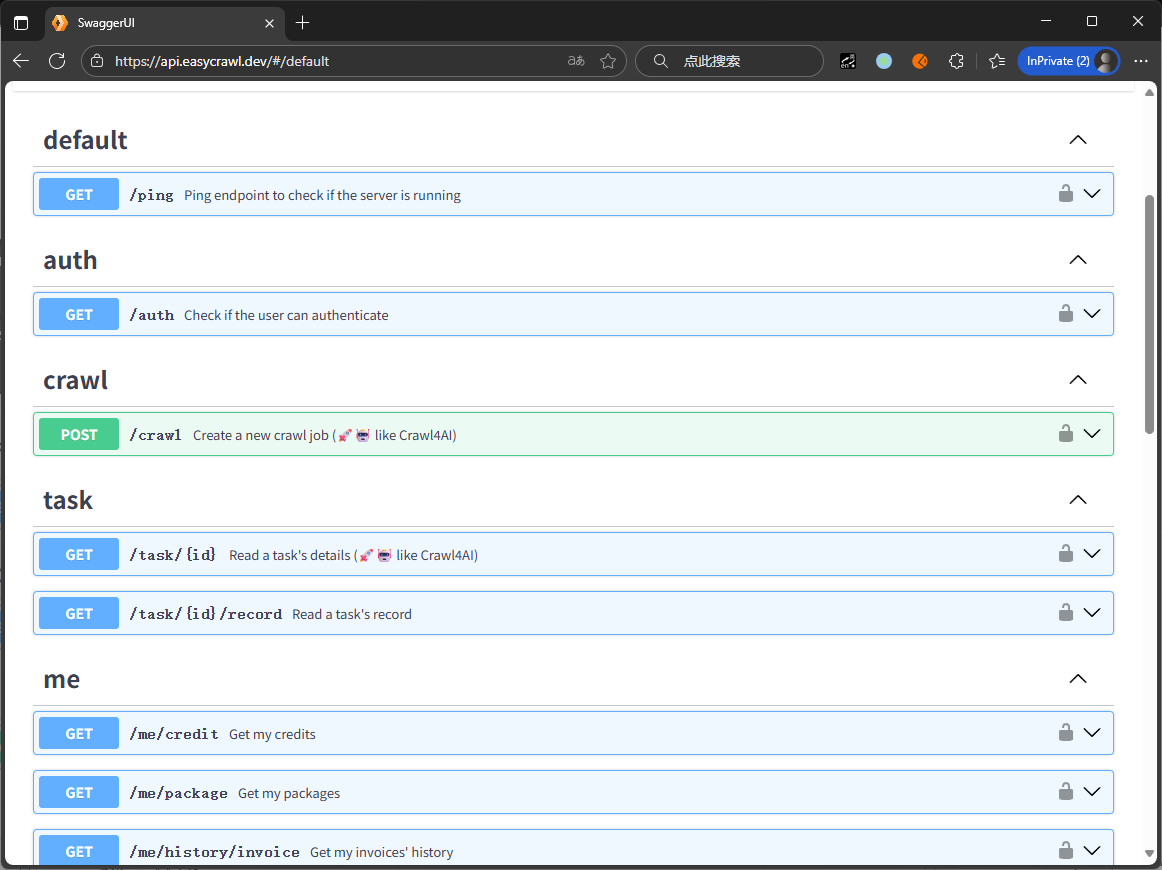 SwaggerUI
https://api.easycrawl.dev/#/default
点此搜索
InPrivate (2)
default
GET /ping Ping endpoint to check if the server is running
auth
GET /auth Check if the user can authenticate
crawl
POST /crawl Create a new crawl job (🚀🤖 like Crawl4AI)
task
GET /task/{id} Read a task's details (🚀🤖 like Crawl4AI)
GET /task/{id}/record Read a task's record
me
GET /me/credit Get my credits
GET /me/package Get my packages
GET /me/history/invoice Get my invoices' history